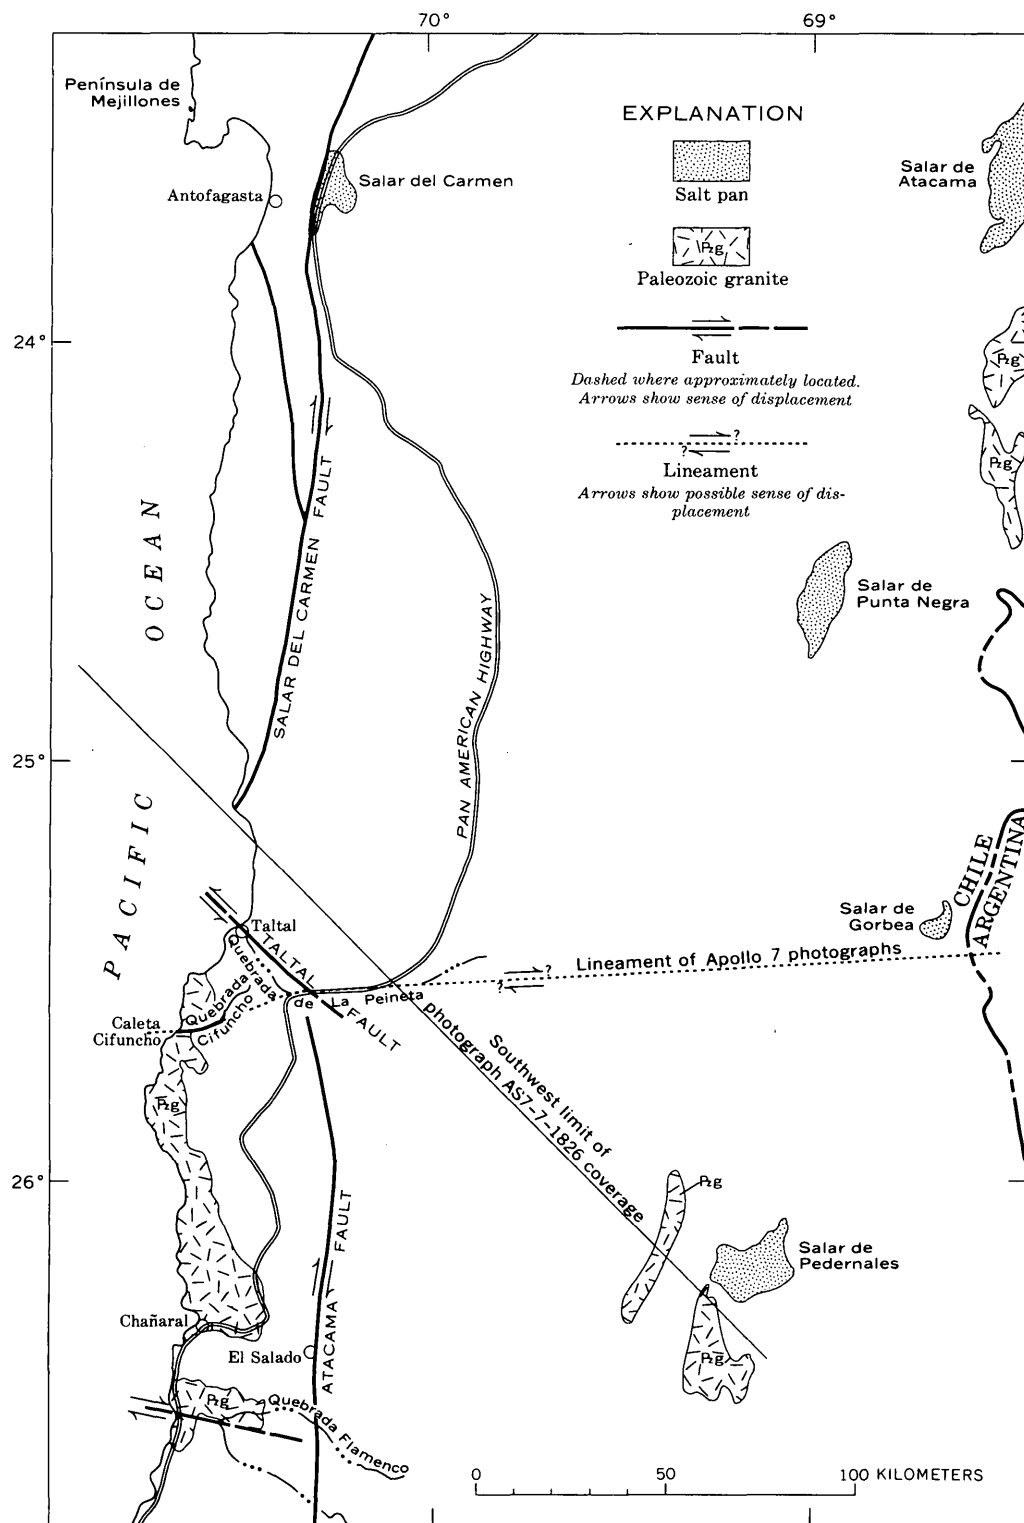 70°
69°
Península de
Mejillones
EXPLANATION
Salar de
Atacama
Antofagasta
Salar del Carmen
Salt pan
Pzg
Paleozoic granite
24°
Fault
Dashed where approximately located.
Arrows show sense of displacement
Pzg
?
?
Lineament
Arrows show possible sense of dis-
placement
Pzg
SALAR DEL CARMEN FAULT
PACIFIC OCEAN
Salar de
Punta Negra
PAN AMERICAN HIGHWAY
25°
CHILE
ARGENTINA
Salar de
Gorbea
Taltal
TALTAL FAULT
Quebrada de La Peineta
?
?
Lineament of Apollo 7 photographs
Quebrada
Cifuncho
Caleta
Cifuncho
Southwest limit of
photograph AS7-7-1826 coverage
Pzg
26°
Pzg
Salar de
Pedernales
ATACAMA FAULT
Chañaral
El Salado
Pzg
Pzg
Quebrada Flamenco
0 50 100 KILOMETERS